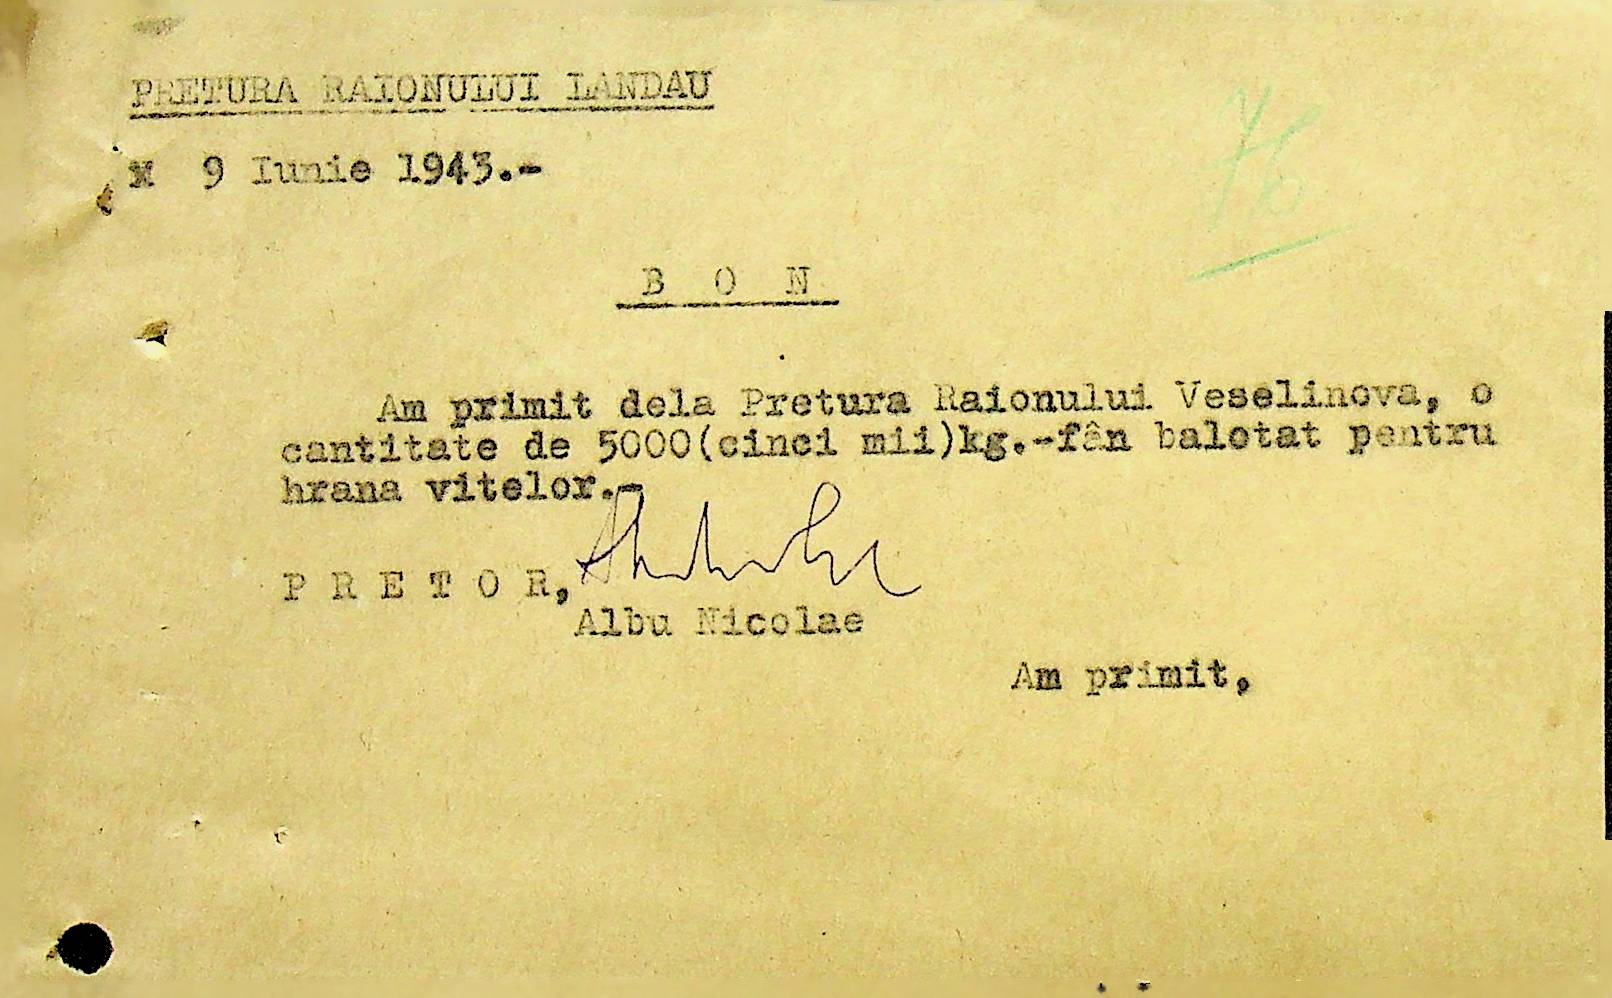 PRETURA RAIONULUI LANDAU
76
x 9 Iunie 1943.-
B O N
Am primit dela Pretura Raionului Veselinova, o
cantitate de 5000(cinci mii)kg.-fân balotat pentru
hrana vitelor.-
P R E T O R,
Albu Nicolae
Am primit,